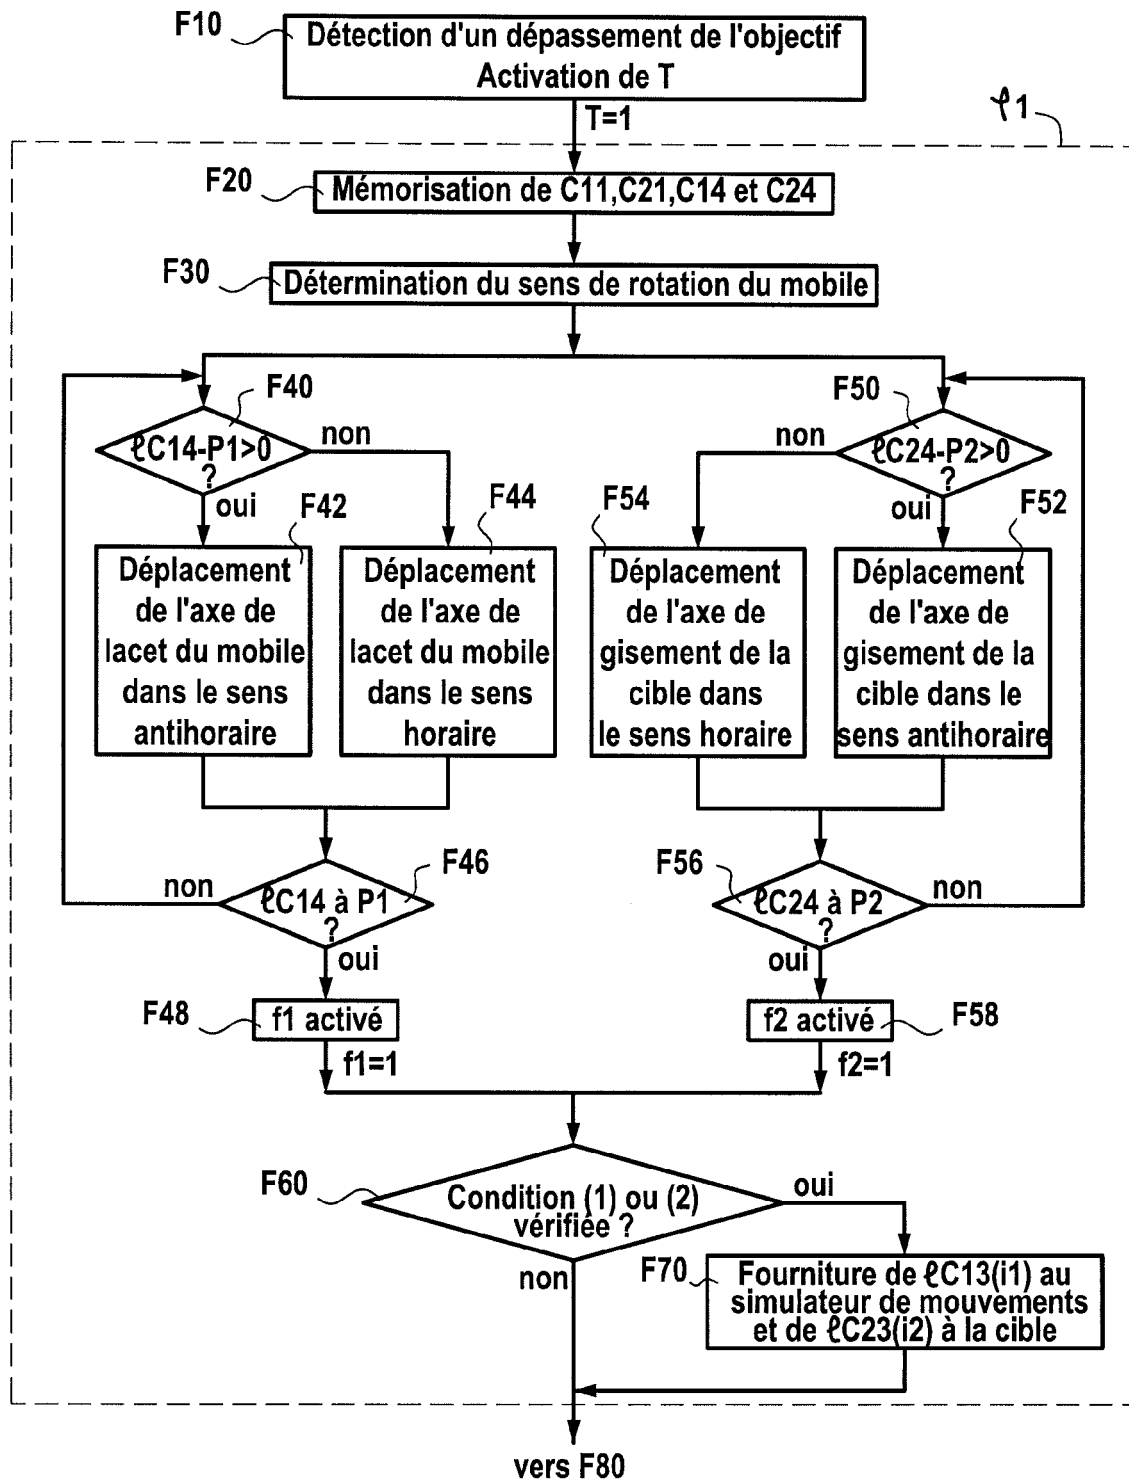 F10
Détection d'un dépassement de l'objectif
Activation de T
T=1
φ1
F20
Mémorisation de C11,C21,C14 et C24
F30
Détermination du sens de rotation du mobile
F40
ℓC14-P1>0
?
non
oui
F50
ℓC24-P2>0
?
non
oui
F42
Déplacement
de l'axe de
lacet du mobile
dans le sens
antihoraire
F44
Déplacement
de l'axe de
lacet du mobile
dans le sens
horaire
F54
Déplacement
de l'axe de
gisement de la
cible dans
le sens horaire
F52
Déplacement
de l'axe de
gisement de la
cible dans le
sens antihoraire
F46
ℓC14 à P1
?
non
oui
F56
ℓC24 à P2
?
non
oui
F48
f1 activé
f1=1
F58
f2 activé
f2=1
F60
Condition (1) ou (2)
vérifiée ?
oui
non
F70
Fourniture de ℓC13(i1) au
simulateur de mouvements
et de ℓC23(i2) à la cible
vers F80